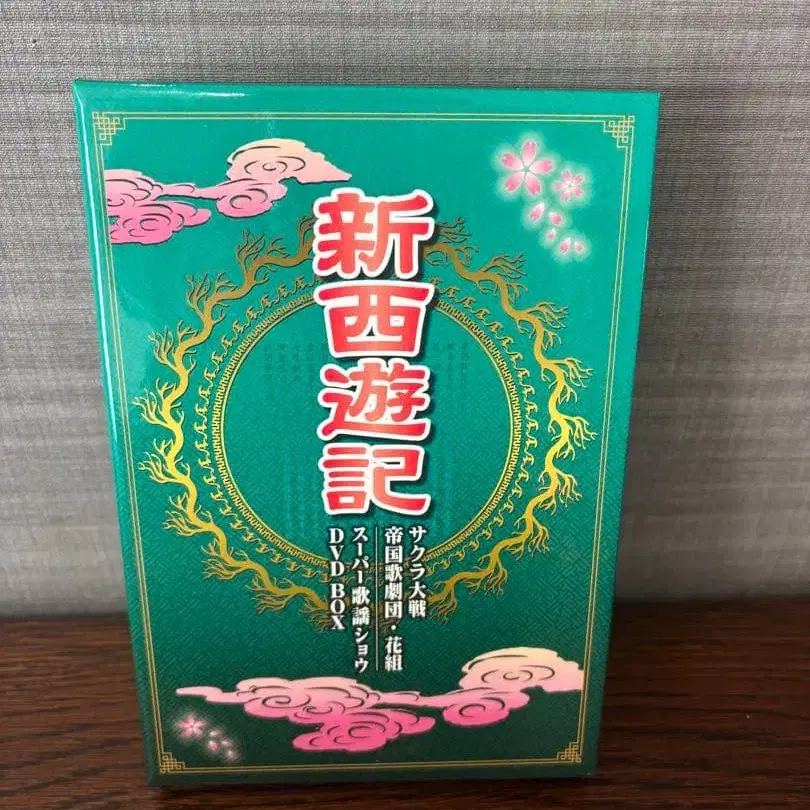 新西遊記
サクラ大戦
帝国歌劇団・花組
スーパー歌謡ショウ
DVD BOX